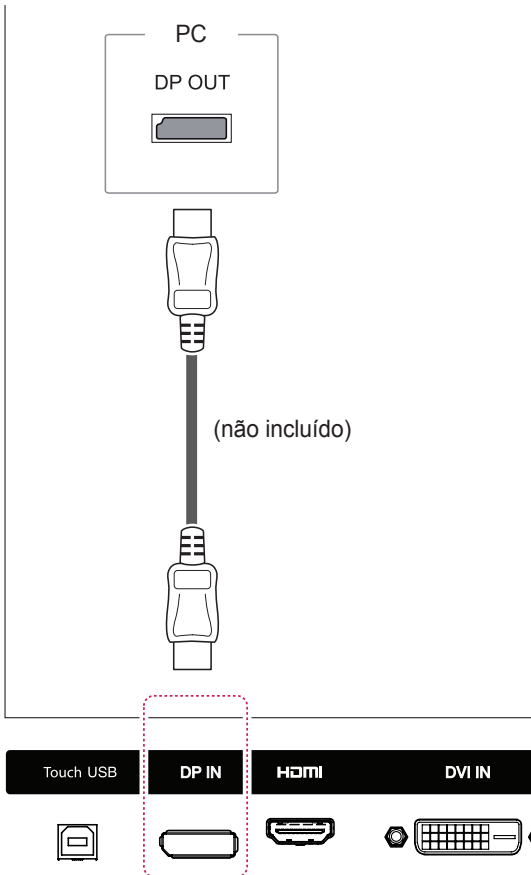 PC
DP OUT
(não incluído)
Touch USB
DP IN
HDMI
DVI IN